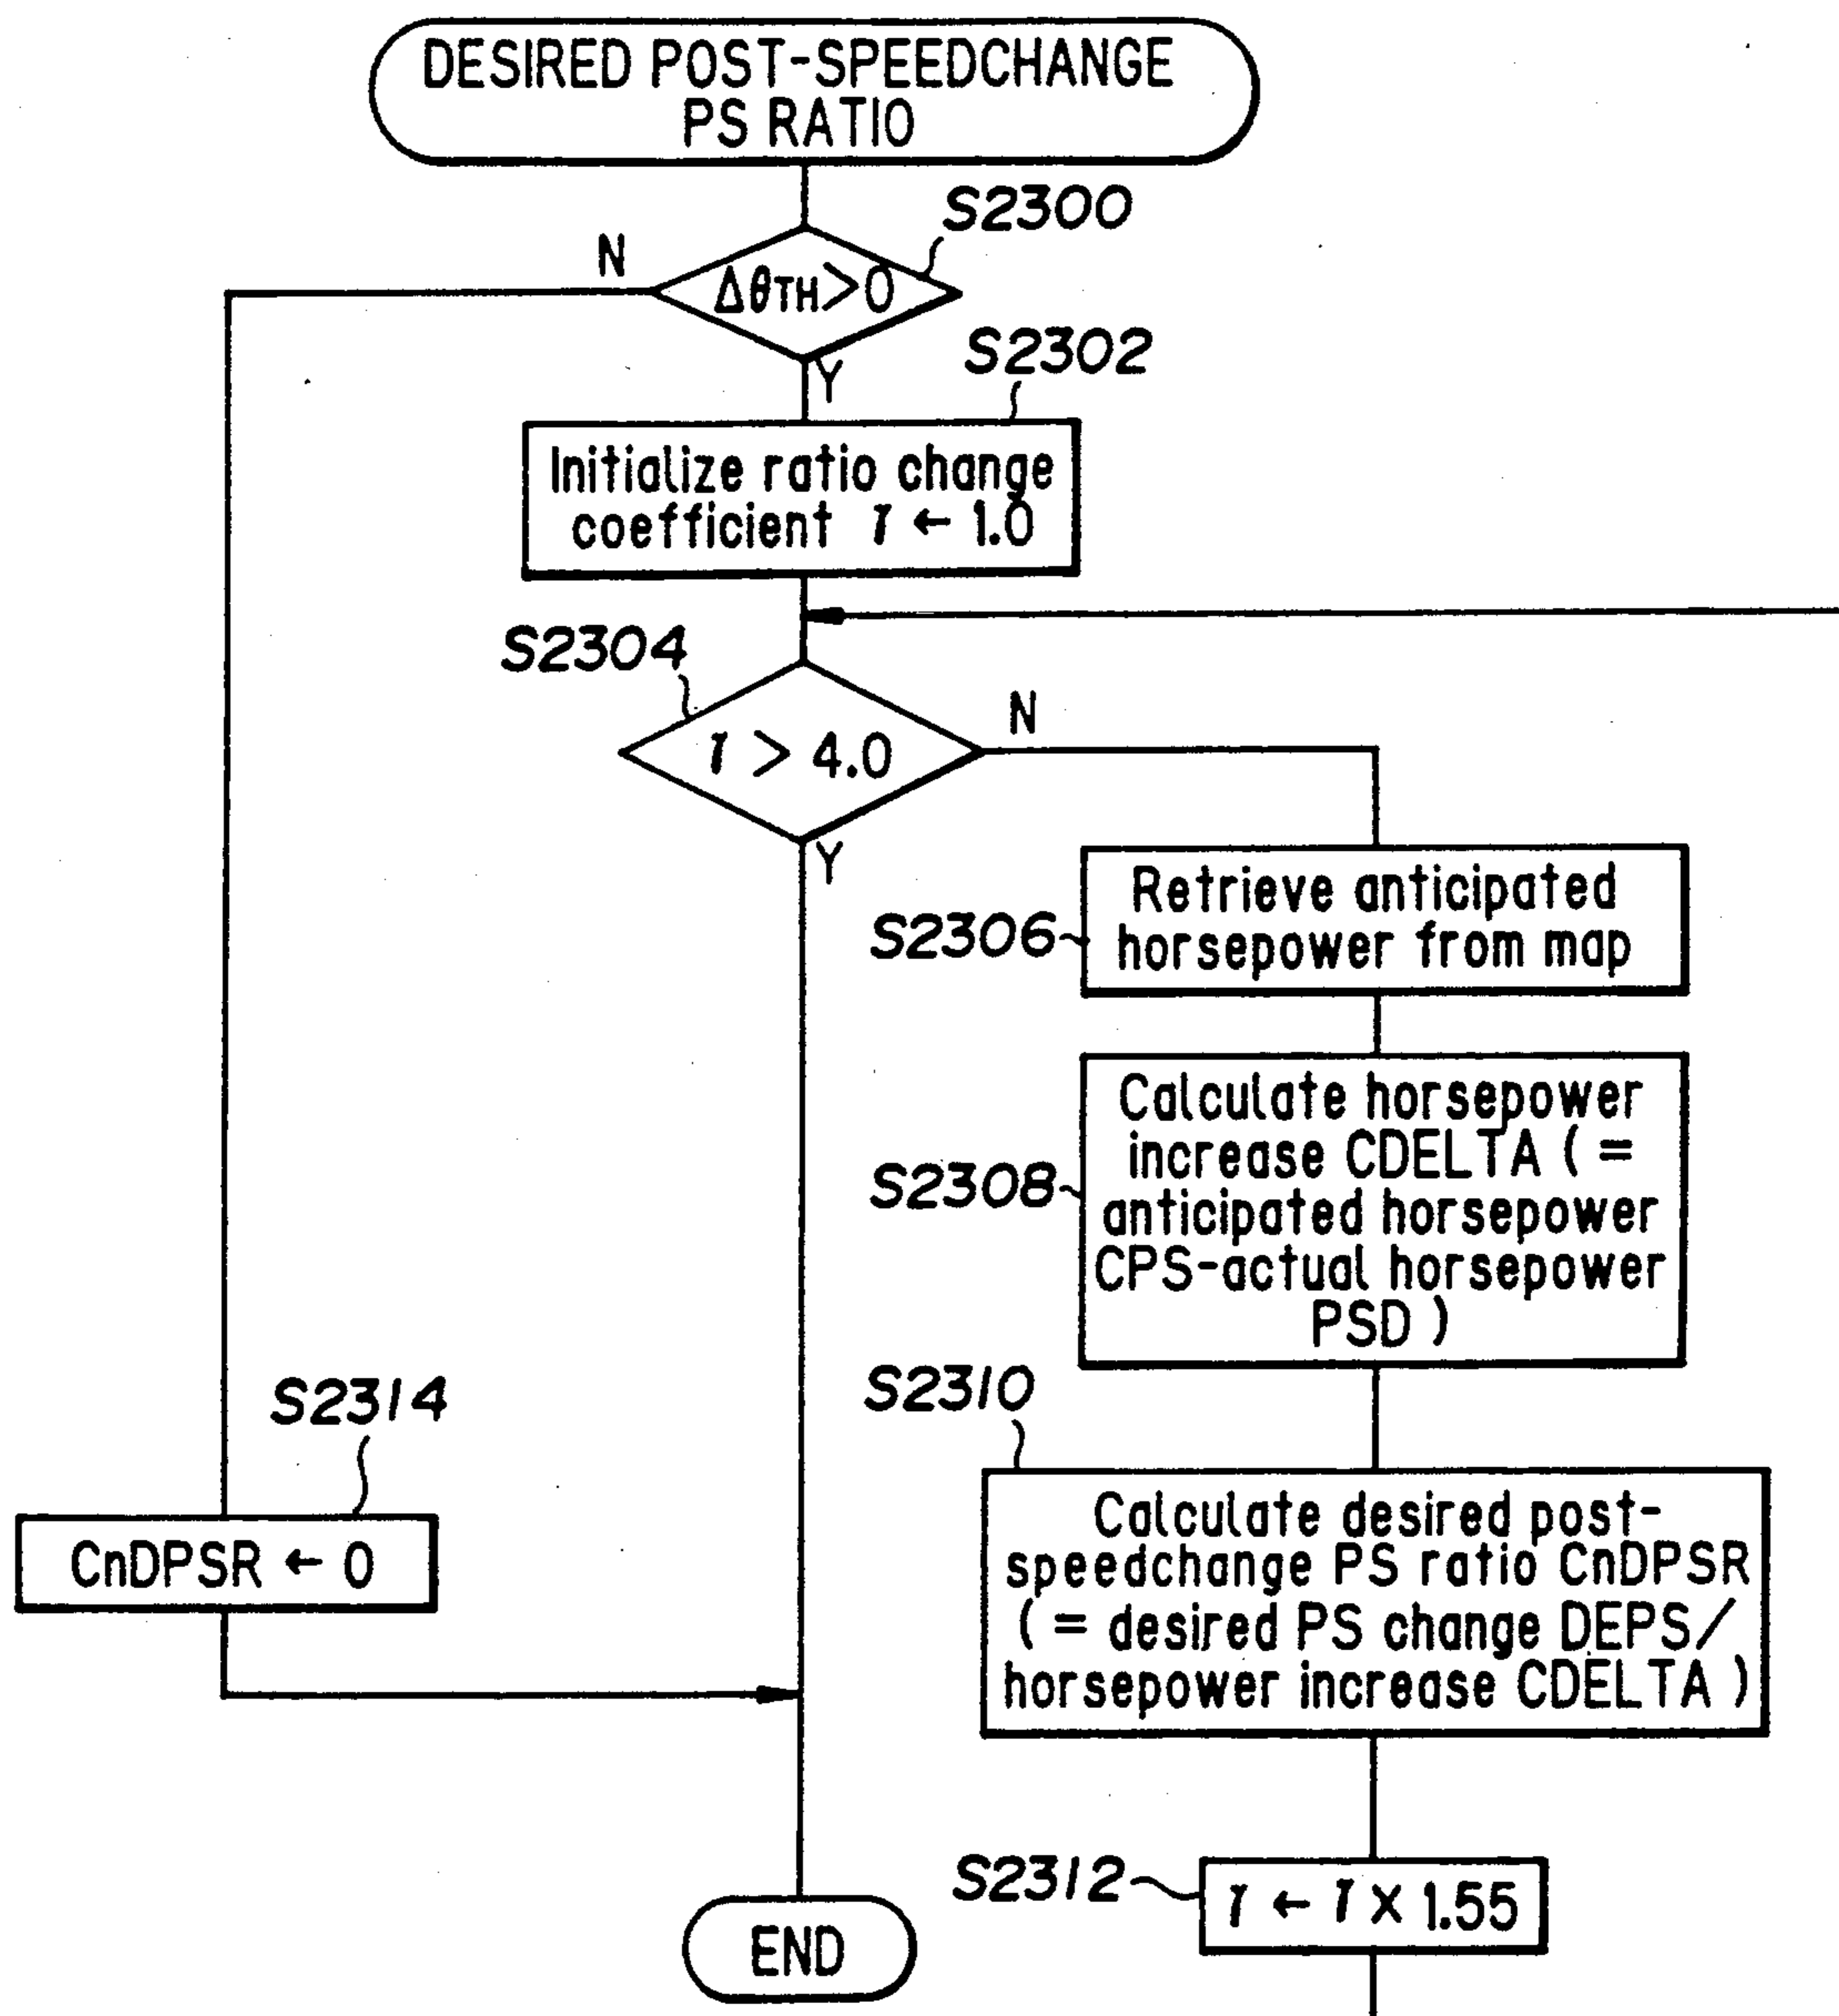 DESIRED POST-SPEEDCHANGE
PS RATIO
S2300
N
ΔθTH>0
Y
S2302
Initialize ratio change
coefficient γ ← 1.0
S2304
N
γ > 4.0
Y
S2306
Retrieve anticipated
horsepower from map
S2308
Calculate horsepower
increase CDELTA ( =
anticipated horsepower
CPS-actual horsepower
PSD )
S2310
Calculate desired post-
speedchange PS ratio CnDPSR
( = desired PS change DEPS/
horsepower increase CDELTA )
S2314
CnDPSR ← 0
S2312
γ ← γ × 1.55
END